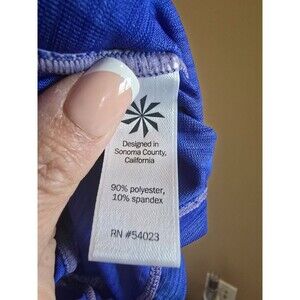 Designed in
Sonoma County,
California
90% polyester,
10% spandex
RN #54023